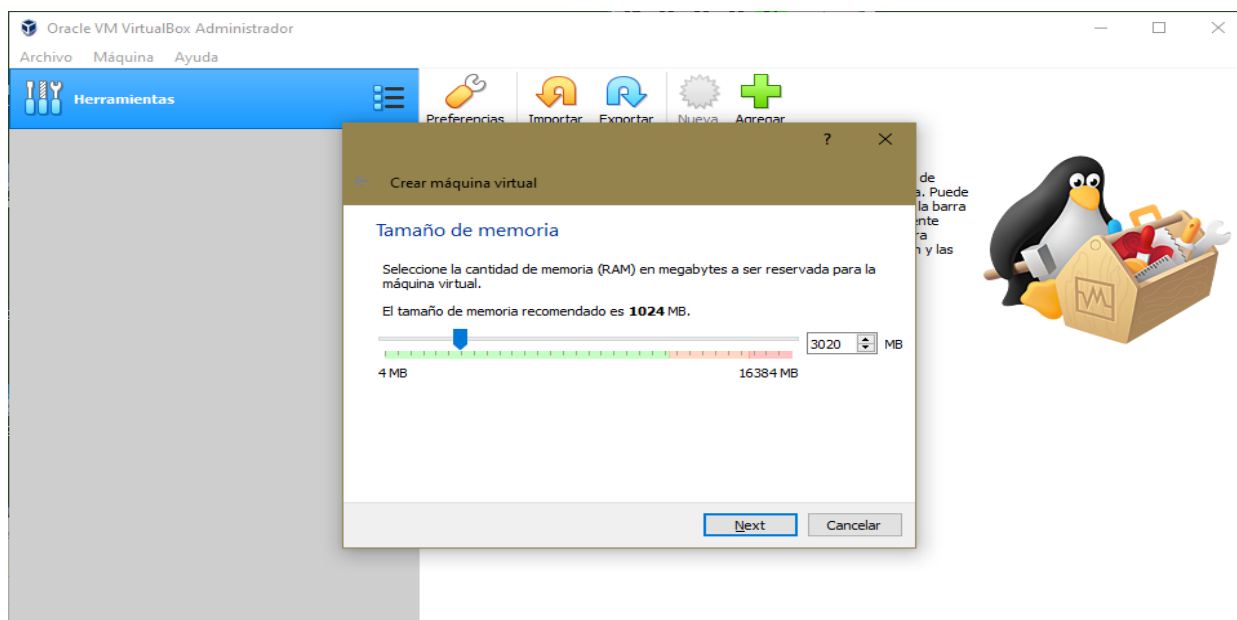 Oracle VM VirtualBox Administrador
Archivo Máquina Ayuda
Herramientas
Preferencias Importar Exportar Nueva Agregar
?
Crear máquina virtual
de
a. Puede
la barra
ente
ra
n y las
Tamaño de memoria
Seleccione la cantidad de memoria (RAM) en megabytes a ser reservada para la
máquina virtual.
El tamaño de memoria recomendado es 1024 MB.
3020 MB
4 MB 16384 MB
Next Cancelar